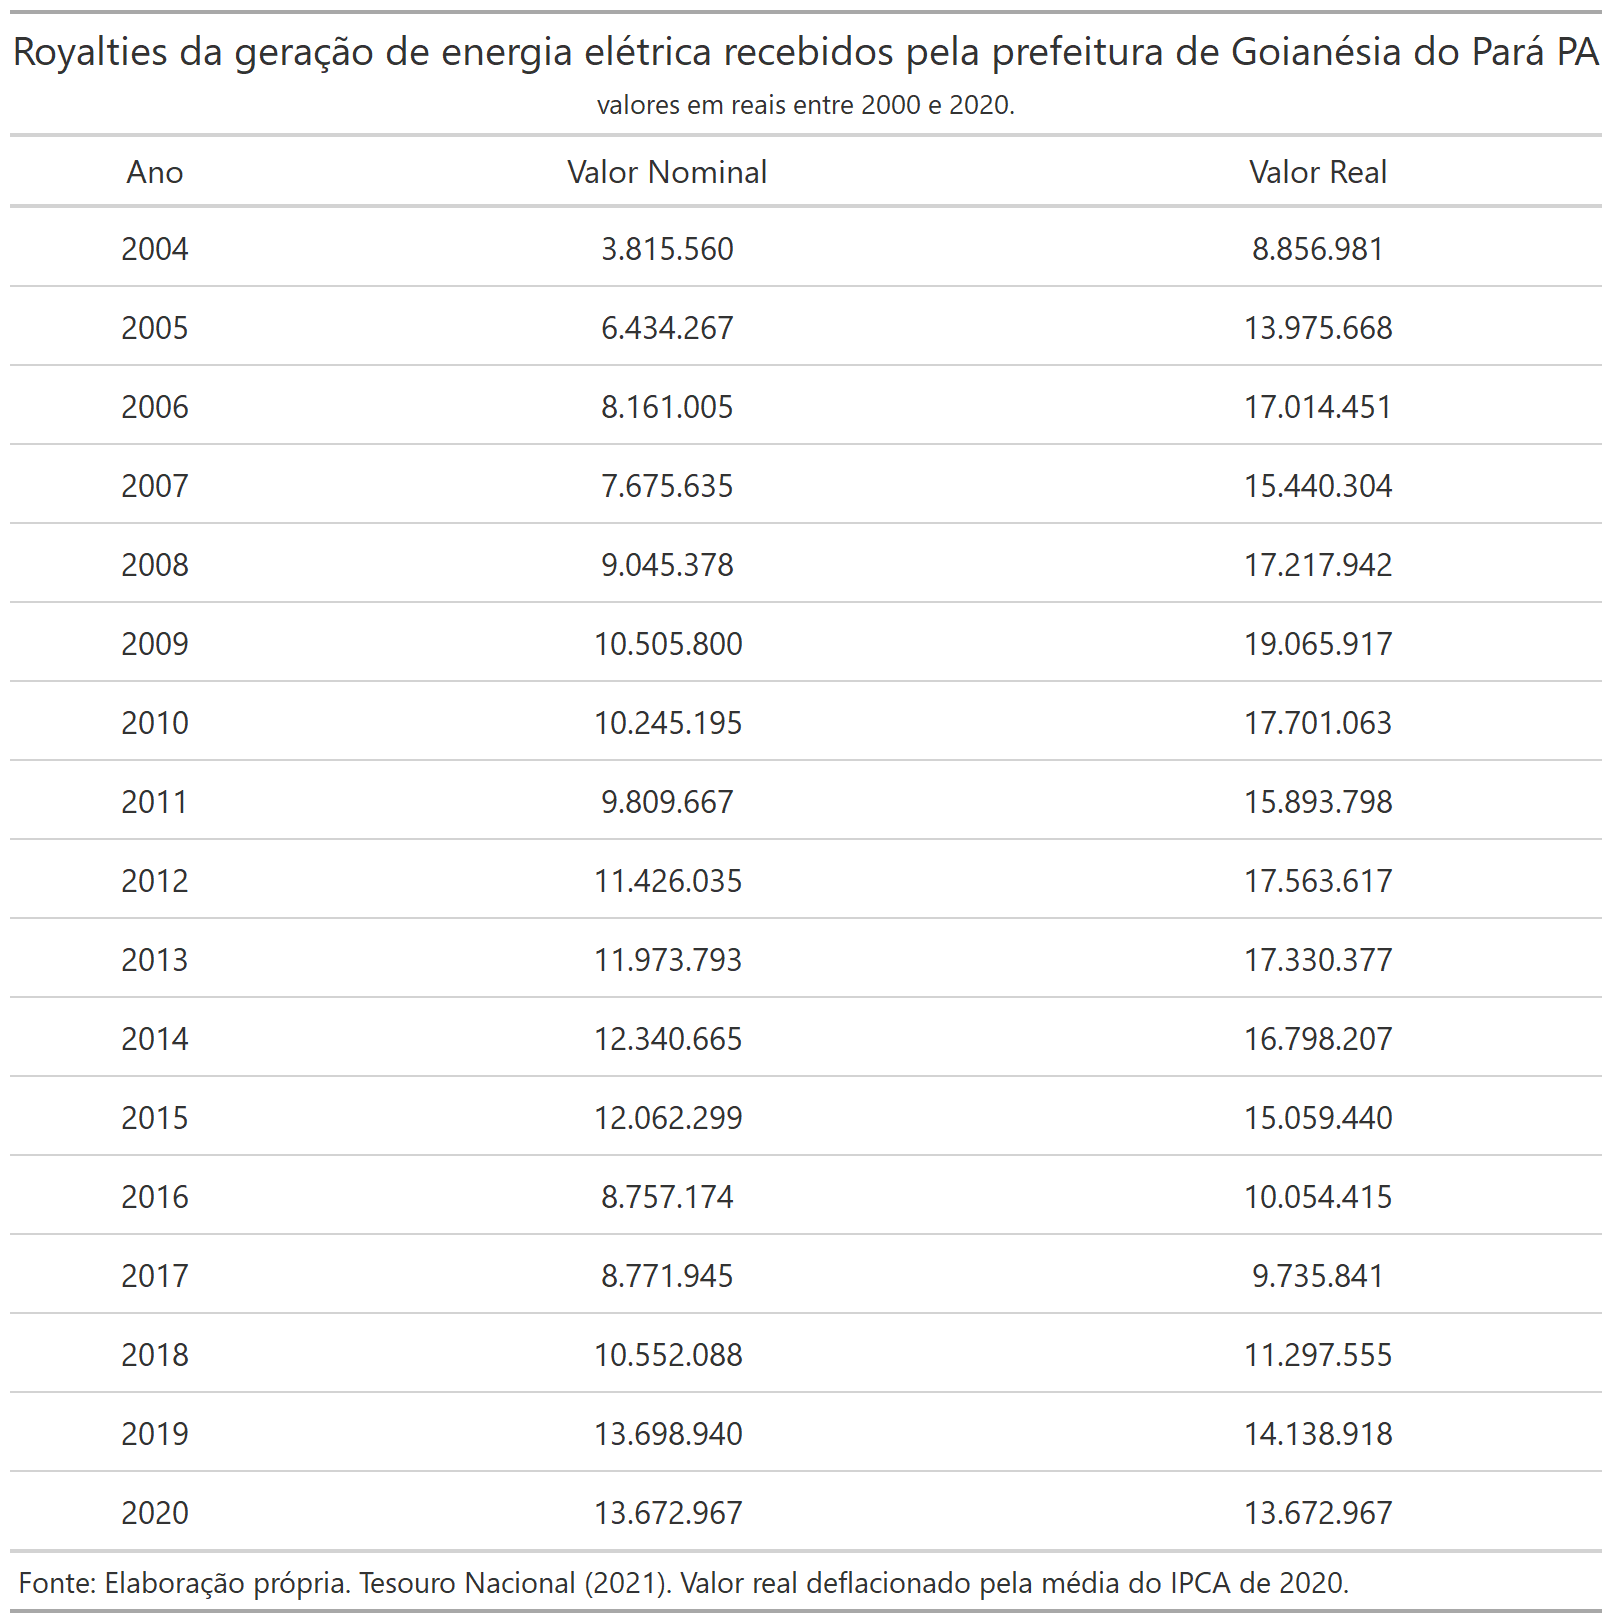 Royalties da geração de energia elétrica recebidos pela prefeitura de Goianésia do Pará PA
valores em reais entre 2000 e 2020.
Ano Valor Nominal Valor Real
2004 3.815.560 8.856.981
2005 6.434.267 13.975.668
2006 8.161.005 17.014.451
2007 7.675.635 15.440.304
2008 9.045.378 17.217.942
2009 10.505.800 19.065.917
2010 10.245.195 17.701.063
2011 9.809.667 15.893.798
2012 11.426.035 17.563.617
2013 11.973.793 17.330.377
2014 12.340.665 16.798.207
2015 12.062.299 15.059.440
2016 8.757.174 10.054.415
2017 8.771.945 9.735.841
2018 10.552.088 11.297.555
2019 13.698.940 14.138.918
2020 13.672.967 13.672.967
Fonte: Elaboração própria. Tesouro Nacional (2021). Valor real deflacionado pela média do IPCA de 2020.